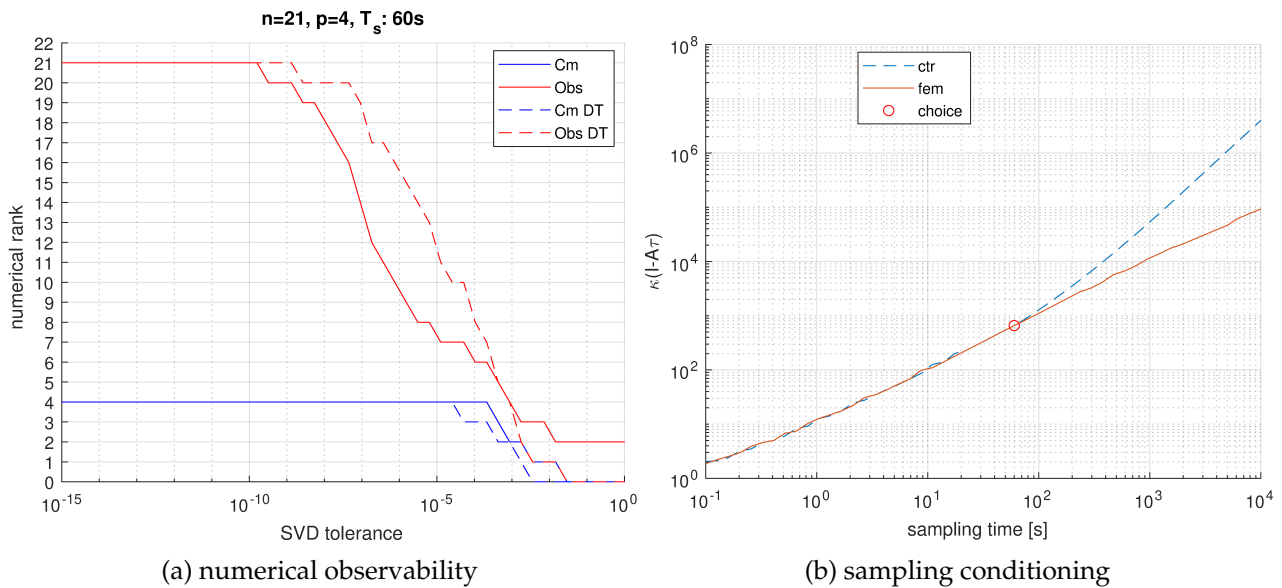 n=21, p=4, T_s: 60s
22
21
20
19
18
17
16
15
14
13
12
11
10
9
8
7
6
5
4
3
2
1
0
numerical rank
10^-15
10^-10
10^-5
10^0
SVD tolerance
Cm
Obs
Cm DT
Obs DT
(a) numerical observability
10^8
10^6
10^4
10^2
10^0
κ(I-Aτ)
10^-1
10^0
10^1
10^2
10^3
10^4
sampling time [s]
ctr
fem
choice
(b) sampling conditioning